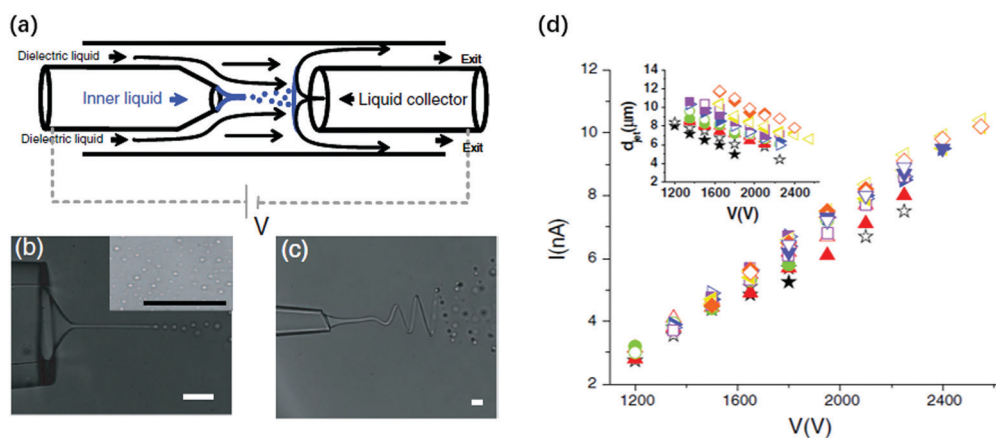 (a)
Dielectric liquid
Exit
Inner liquid
Liquid collector
Dielectric liquid
Exit
V
(b)
(c)
(d)
I(nA)
12
10
8
6
4
2
1200
1600
2000
2400
V(V)
d jet (μm)
14
12
10
8
6
4
2
1200
1600
2000
2400
V(V)